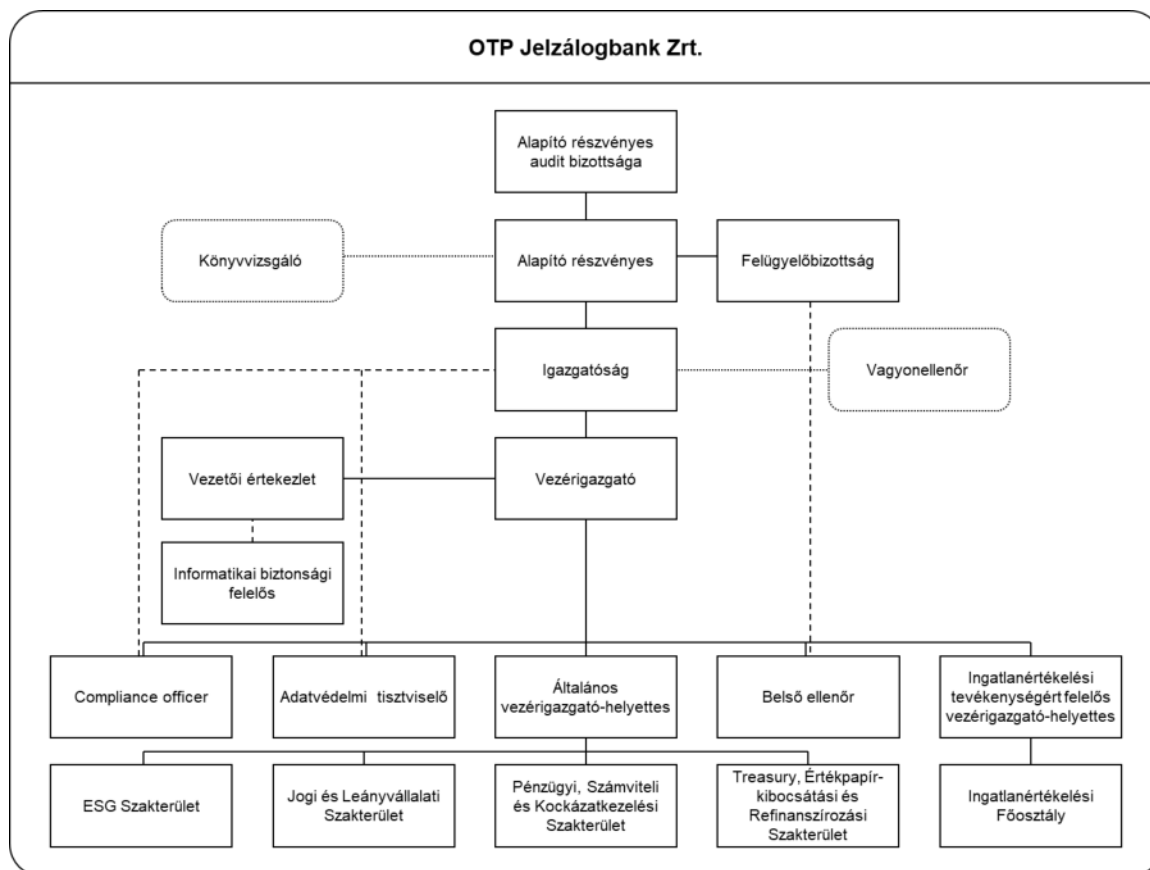 OTP Jelzálogbank Zrt.
Alapító részvényes
audit bizottsága
Könyvvizsgáló
Alapító részvényes
Felügyelőbizottság
Igazgatóság
Vagyonellenőr
Vezetői értekezlet
Vezérigazgató
Informatikai biztonsági
felelős
Compliance officer
Adatvédelmi tisztviselő
Általános
vezérigazgató-helyettes
Belső ellenőr
Ingatlanértékelési
tevékenységért felelős
vezérigazgató-helyettes
ESG Szakterület
Jogi és Leányvállalati
Szakterület
Pénzügyi, Számviteli
és Kockázatkezelési
Szakterület
Treasury, Értékpapír-
kibocsátási és
Refinanszírozási
Szakterület
Ingatlanértékelési
Főosztály